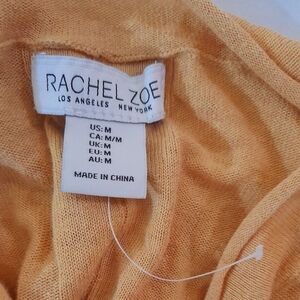 RACHEL ZOE
LOS ANGELES NEW YORK
US: M
CA: M/M
UK: M
EU: M
AU: M
MADE IN CHINA